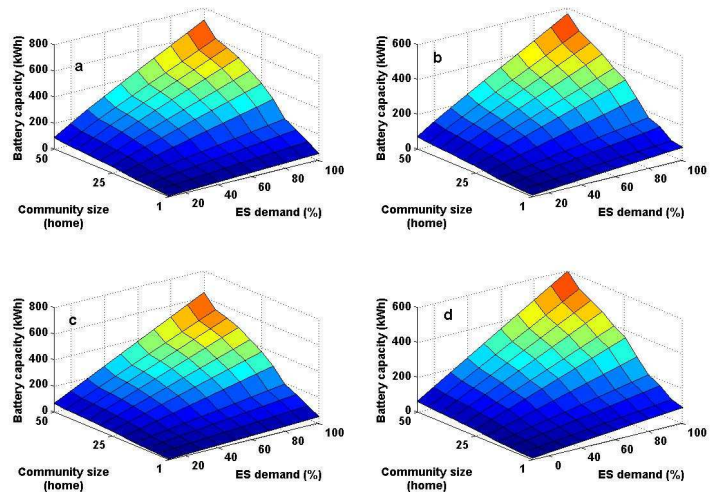 a
Battery capacity (kWh)
800
600
400
200
0
50
25
1
Community size
(home)
20
40
60
80
100
ES demand (%)
b
Battery capacity (kWh)
600
400
200
0
50
25
1
Community size
(home)
20
40
60
80
100
ES demand (%)
c
Battery capacity (kWh)
800
600
400
200
0
50
25
1
Community size
(home)
20
40
60
80
100
ES demand (%)
d
Battery capacity (kWh)
600
400
200
0
50
25
1
Community size
(home)
0
40
60
80
100
ES demand (%)